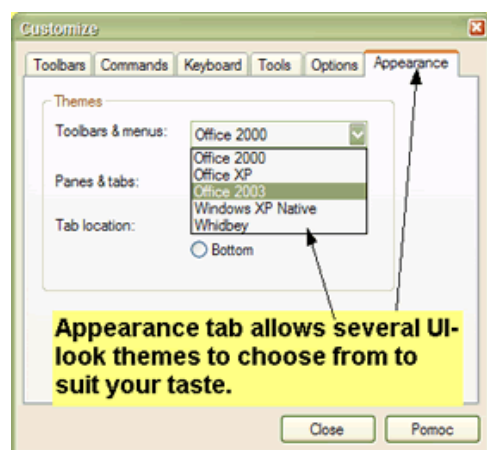 Customize
Toolbars Commands Keyboard Tools Options Appearance
Themes
Toolbars & menus: Office 2000
Office 2000
Office XP
Panes & tabs:
Office 2003
Windows XP Native
Tab location:
Whidbey
Bottom
Appearance tab allows several UI-
look themes to choose from to
suit your taste.
Close Pomoc